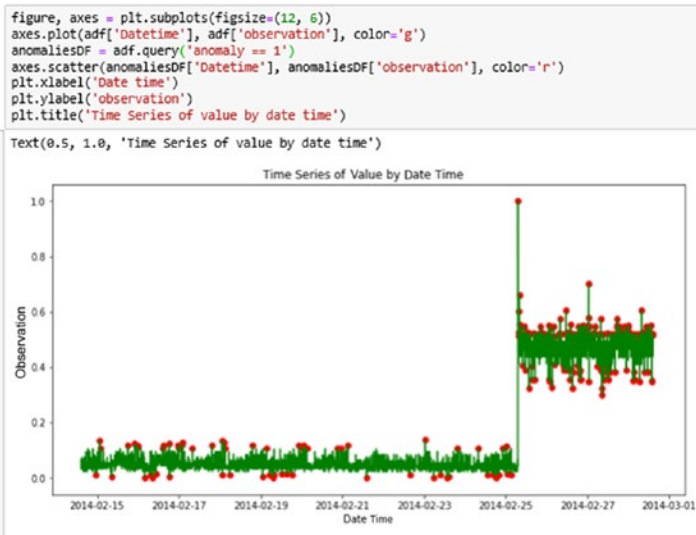 figure, axes = plt.subplots(figsize=(12, 6))
axes.plot(adf['Datetime'], adf['observation'], color='g')
anomaliesDF = adf.query('anomaly == 1')
axes.scatter(anomaliesDF['Datetime'], anomaliesDF['observation'], color='r')
plt.xlabel('Date time')
plt.ylabel('observation')
plt.title('Time Series of value by date time')
Text(0.5, 1.0, 'Time Series of value by date time')
Time Series of Value by Date Time
1.0
0.8
0.6
0.4
0.2
0.0
Observation
2014-02-15 2014-02-17 2014-02-19 2014-02-21 2014-02-23 2014-02-25 2014-02-27 2014-03-01
Date Time